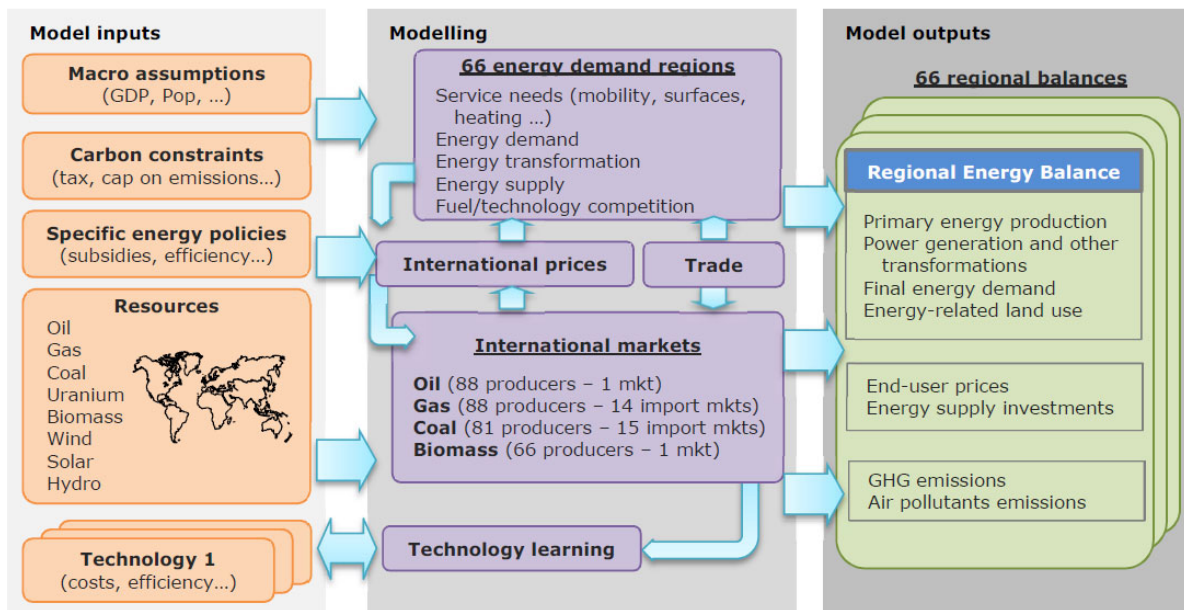 Model inputs
Macro assumptions
(GDP, Pop, ...)
Carbon constraints
(tax, cap on emissions...)
Specific energy policies
(subsidies, efficiency...)
Resources
Oil
Gas
Coal
Uranium
Biomass
Wind
Solar
Hydro
Technology 1
(costs, efficiency...)
Modelling
66 energy demand regions
Service needs (mobility, surfaces,
heating ...)
Energy demand
Energy transformation
Energy supply
Fuel/technology competition
International prices
Trade
International markets
Oil (88 producers – 1 mkt)
Gas (88 producers – 14 import mkts)
Coal (81 producers – 15 import mkts)
Biomass (66 producers – 1 mkt)
Technology learning
Model outputs
66 regional balances
Regional Energy Balance
Primary energy production
Power generation and other
transformations
Final energy demand
Energy-related land use
End-user prices
Energy supply investments
GHG emissions
Air pollutants emissions